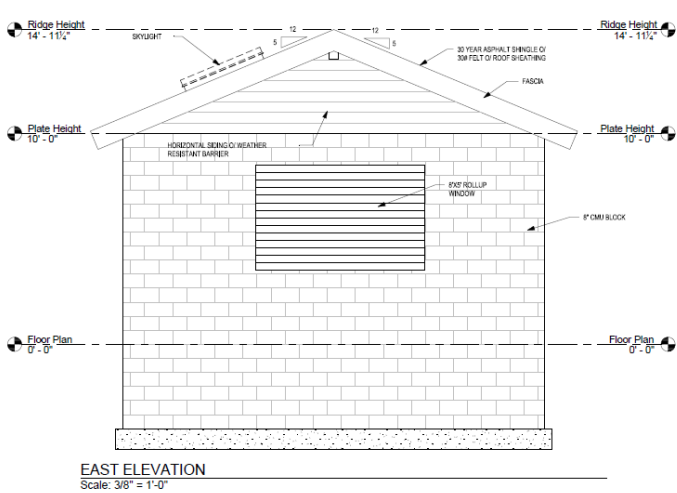 Ridge Height
14' - 11¼"
Ridge Height
14' - 11¼"
SKYLIGHT
12
5
12
5
30 YEAR ASPHALT SHINGLE O/
30# FELT O/ ROOF SHEATHING
FASCIA
Plate Height
10' - 0"
Plate Height
10' - 0"
HORIZONTAL SIDING O/ WEATHER
RESISTANT BARRIER
8'X5' ROLLUP
WINDOW
8" CMU BLOCK
Floor Plan
0' - 0"
Floor Plan
0' - 0"
EAST ELEVATION
Scale: 3/8" = 1'-0"